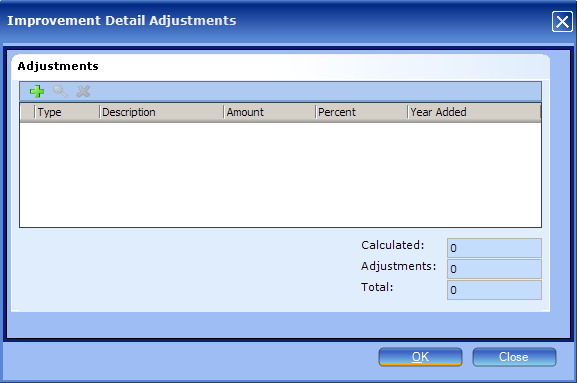 Improvement Detail Adjustments
Adjustments
Type Description Amount Percent Year Added
Calculated: 0
Adjustments: 0
Total: 0
OK Close